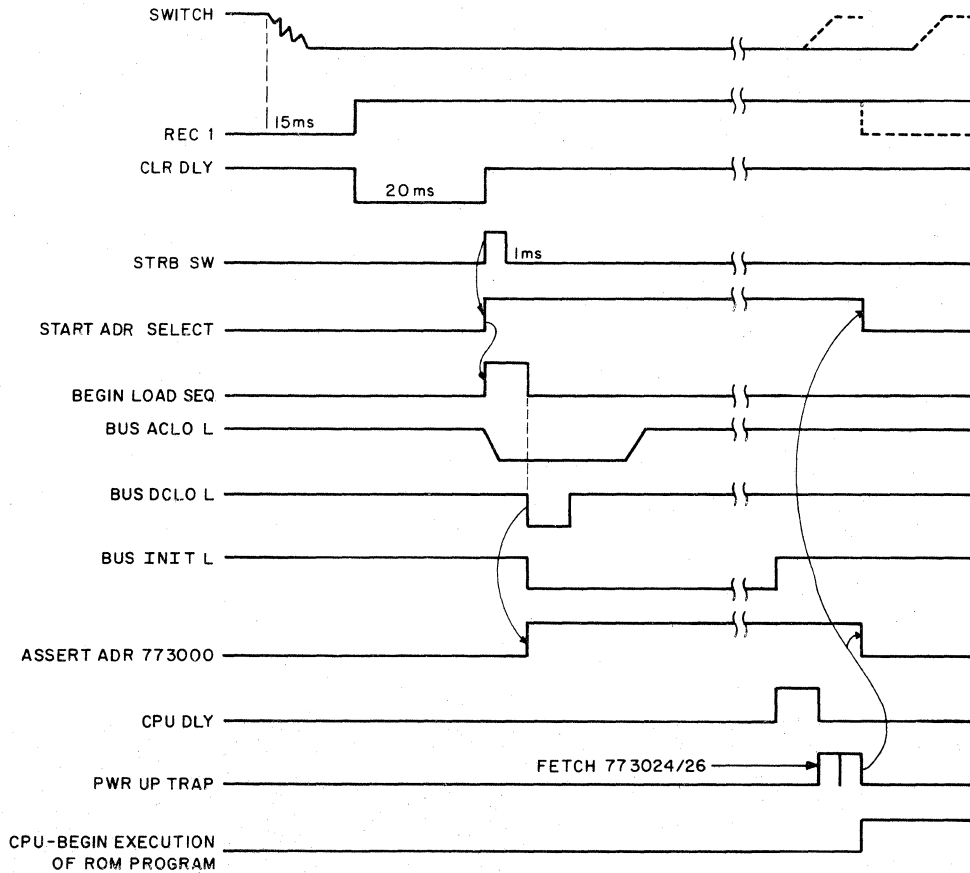 SWITCH
15ms
REC 1
CLR DLY
20ms
STRB SW
1ms
START ADR SELECT
BEGIN LOAD SEQ
BUS ACLO L
BUS DCLO L
BUS INIT L
ASSERT ADR 773000
CPU DLY
FETCH 773024/26
PWR UP TRAP
CPU-BEGIN EXECUTION
OF ROM PROGRAM